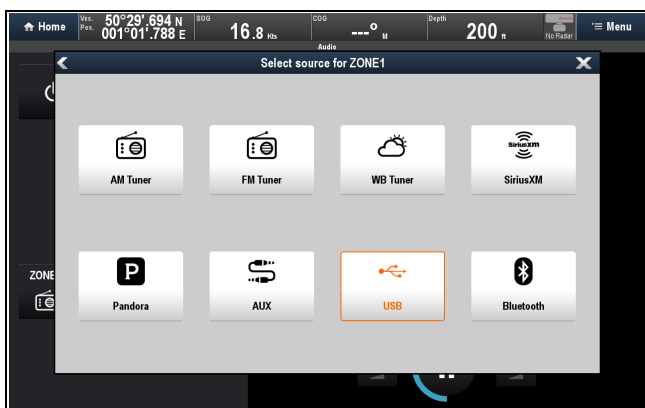 Home
Ves. Pos. 50°29'.694 N 001°01'.788 E
SOG 16.8 Kts
COG ---° M
Depth 200 ft
No Radar
Menu
Audio
Select source for ZONE1
AM Tuner
FM Tuner
WB Tuner
SiriusXM
SiriusXM
P
Pandora
AUX
USB
Bluetooth
ZONE